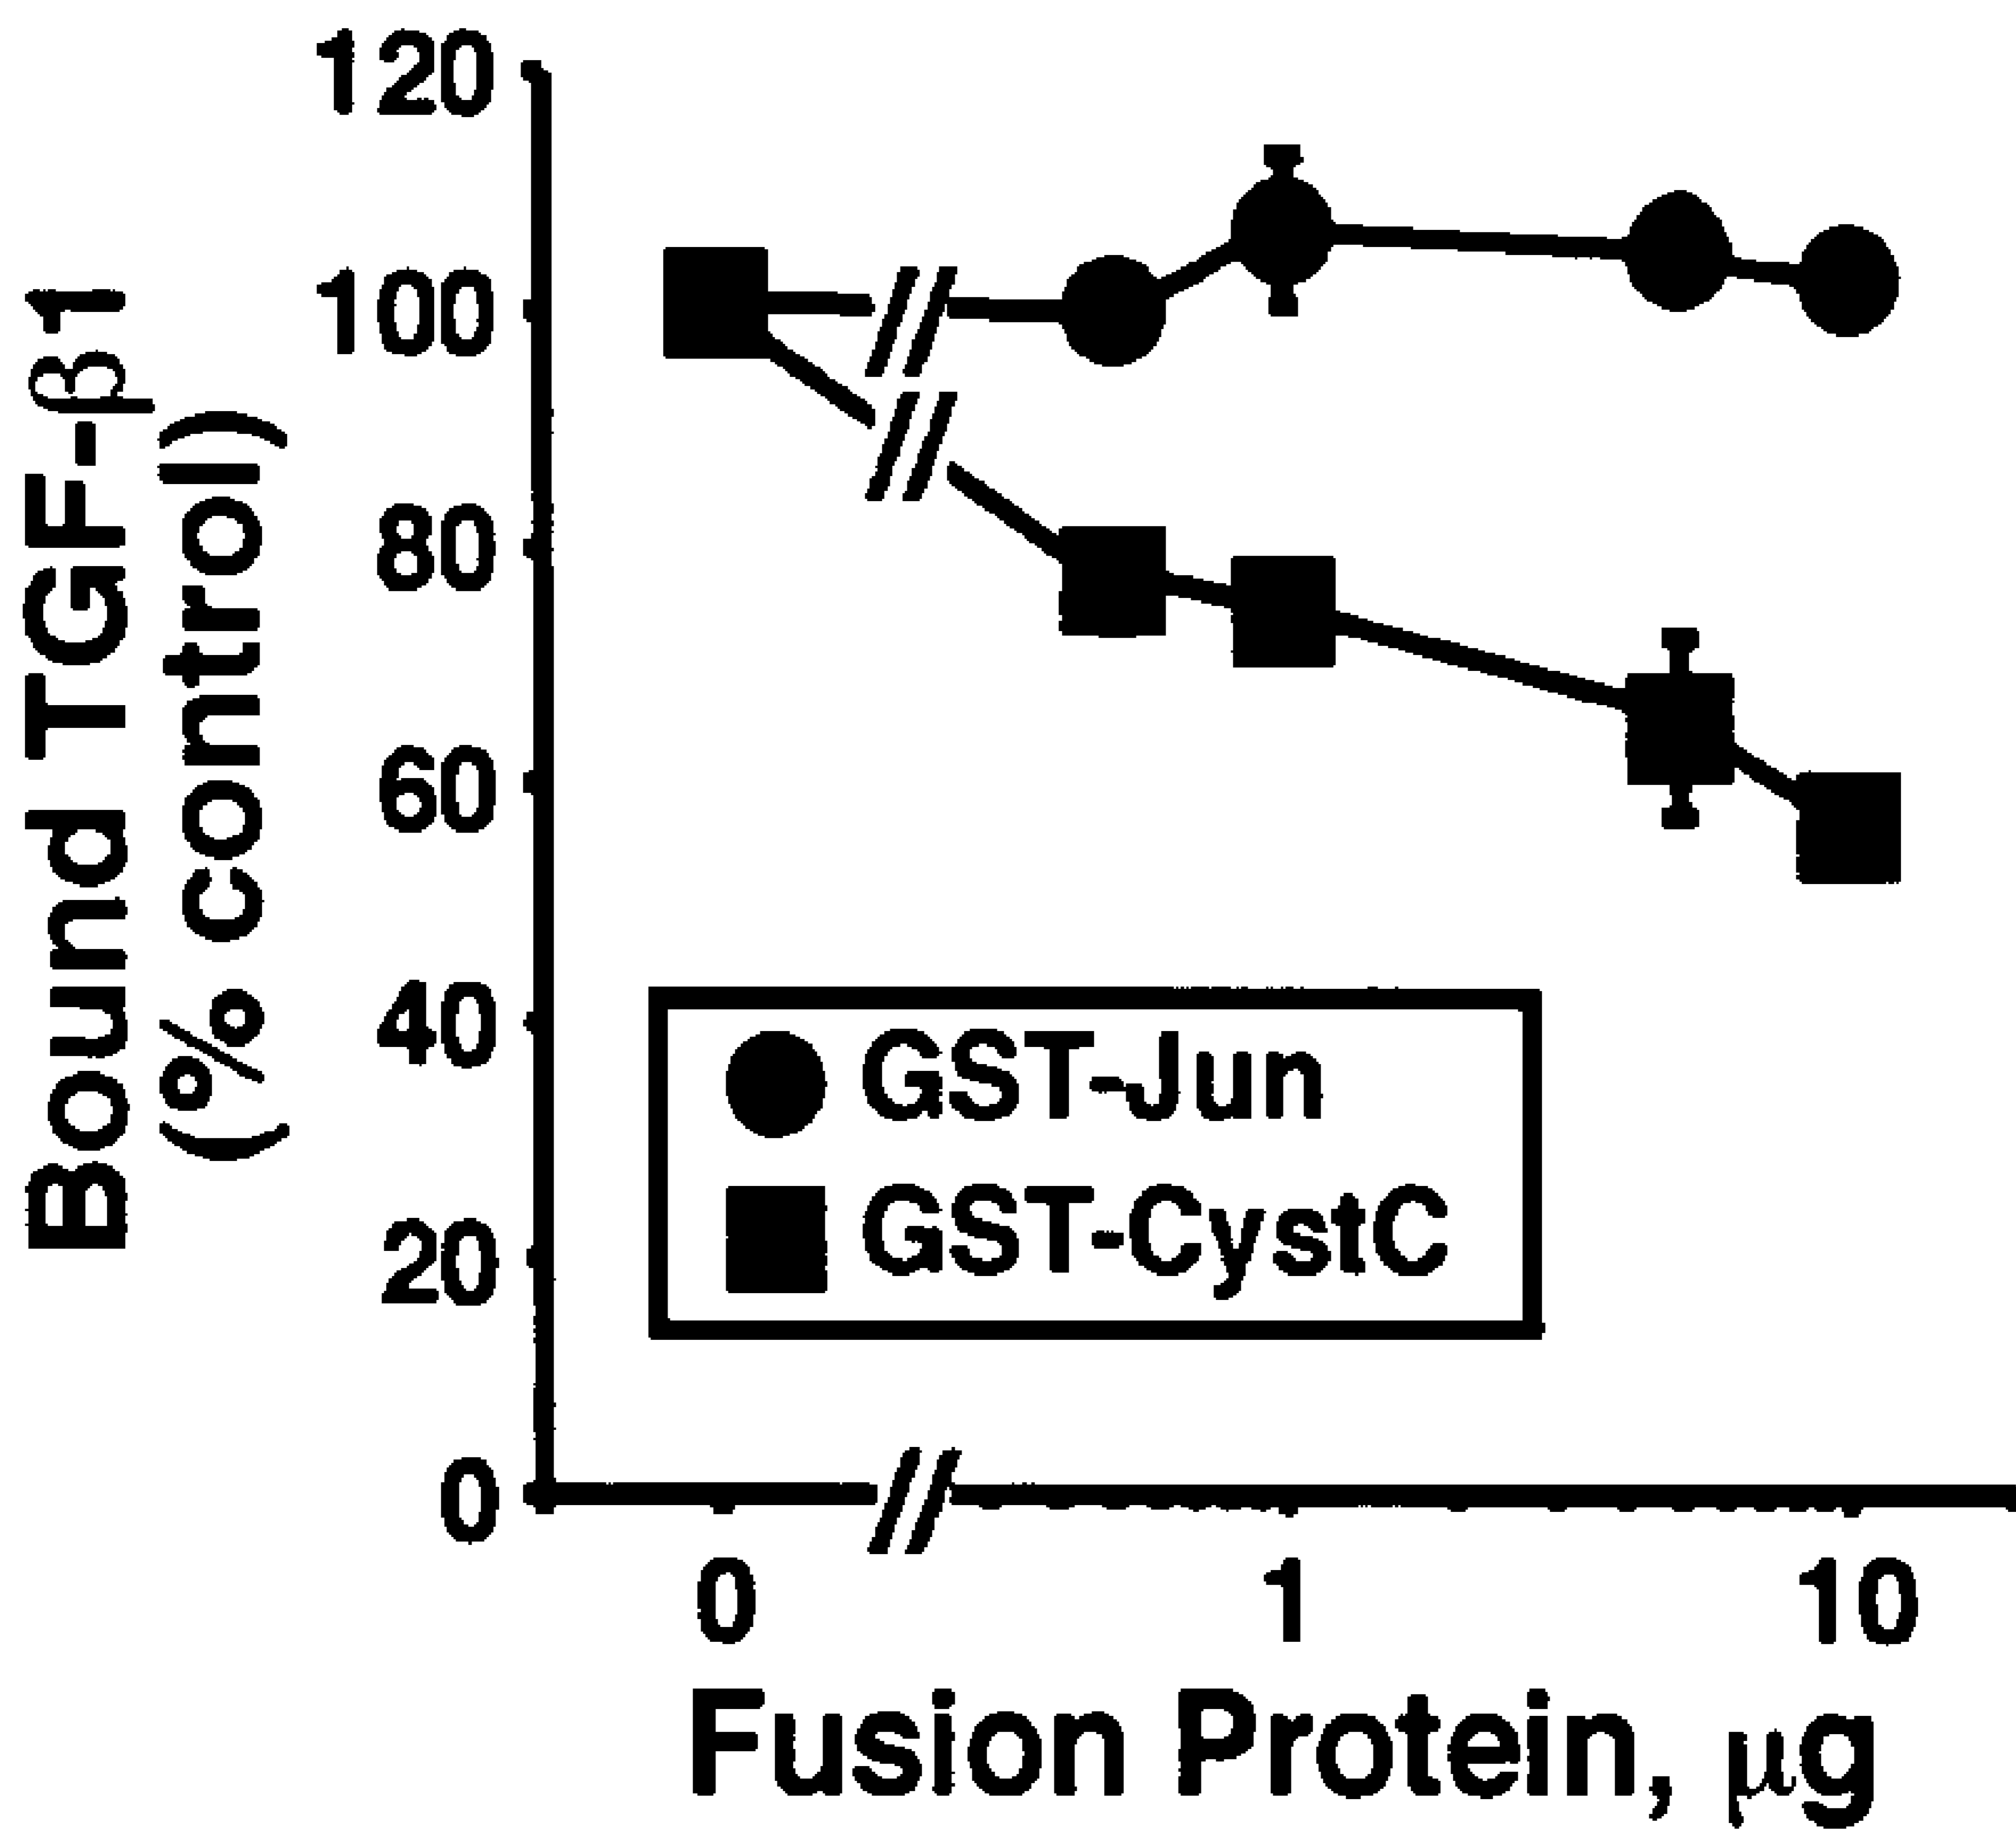 Bound TGF-β1
(% control)
120
100
80
60
40
20
0
GST-Jun
GST-CystC
0 1 10
Fusion Protein, μg